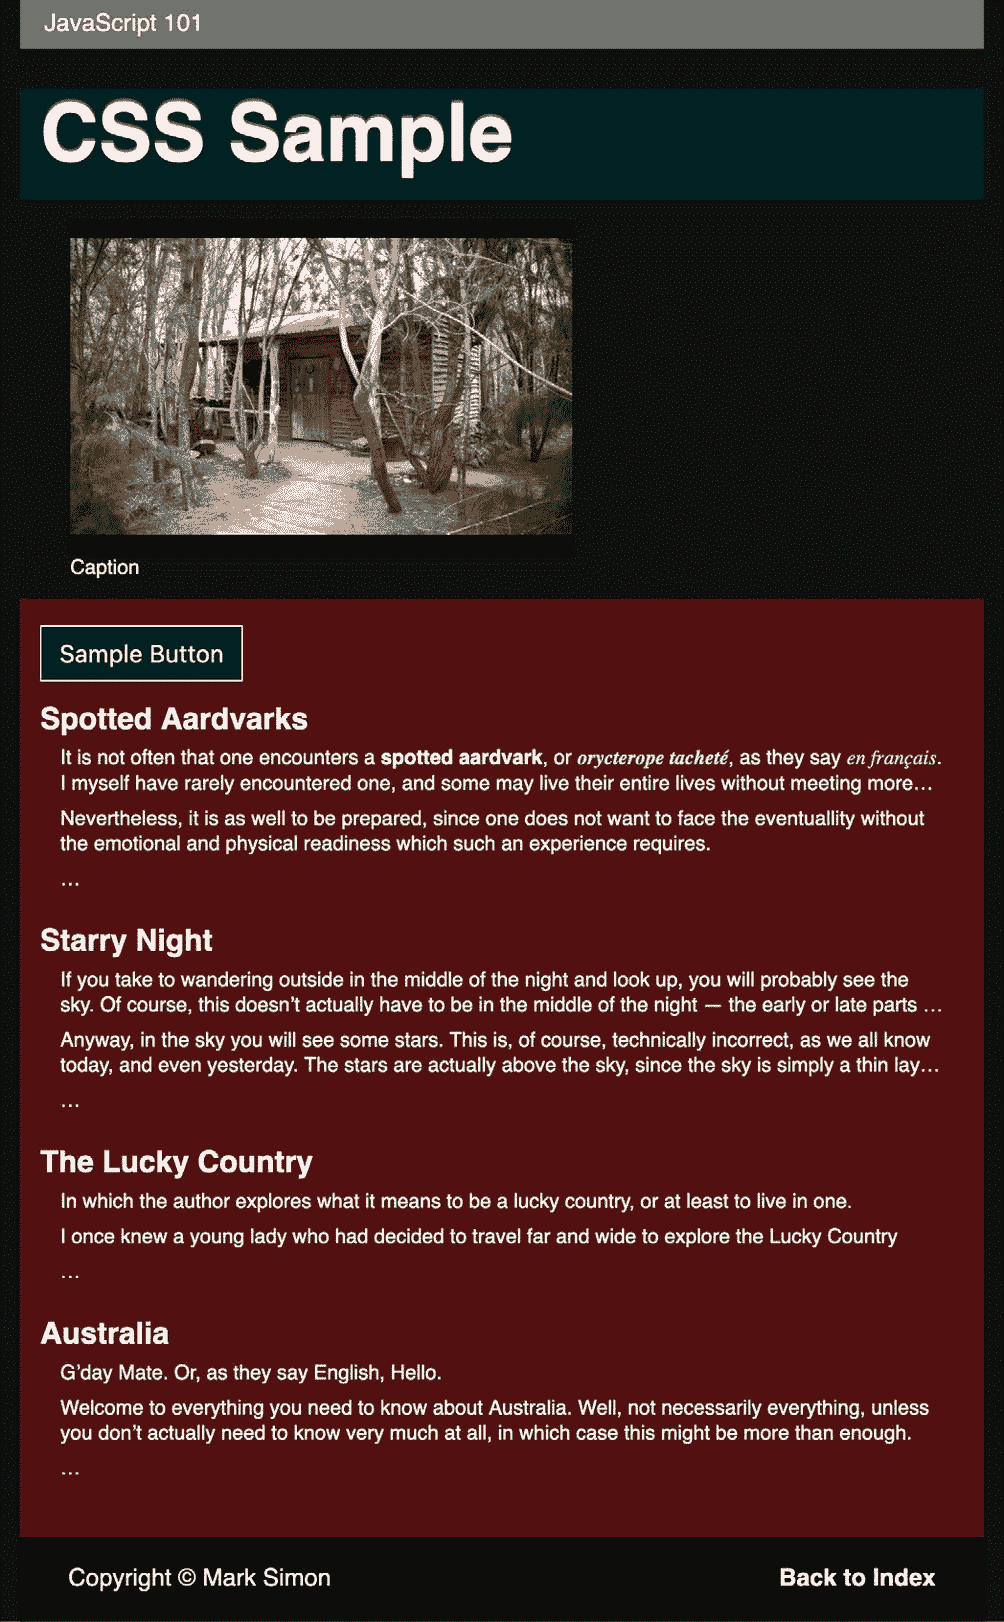 JavaScript 101
CSS Sample
Caption
Sample Button
Spotted Aardvarks
It is not often that one encounters a spotted aardvark, or orycterope tacheté, as they say en français.
I myself have rarely encountered one, and some may live their entire lives without meeting more…
Nevertheless, it is as well to be prepared, since one does not want to face the eventuallity without
the emotional and physical readiness which such an experience requires.
…
Starry Night
If you take to wandering outside in the middle of the night and look up, you will probably see the
sky. Of course, this doesn’t actually have to be in the middle of the night — the early or late parts …
Anyway, in the sky you will see some stars. This is, of course, technically incorrect, as we all know
today, and even yesterday. The stars are actually above the sky, since the sky is simply a thin lay…
…
The Lucky Country
In which the author explores what it means to be a lucky country, or at least to live in one.
I once knew a young lady who had decided to travel far and wide to explore the Lucky Country
…
Australia
G’day Mate. Or, as they say English, Hello.
Welcome to everything you need to know about Australia. Well, not necessarily everything, unless
you don’t actually need to know very much at all, in which case this might be more than enough.
…
Copyright © Mark Simon
Back to Index